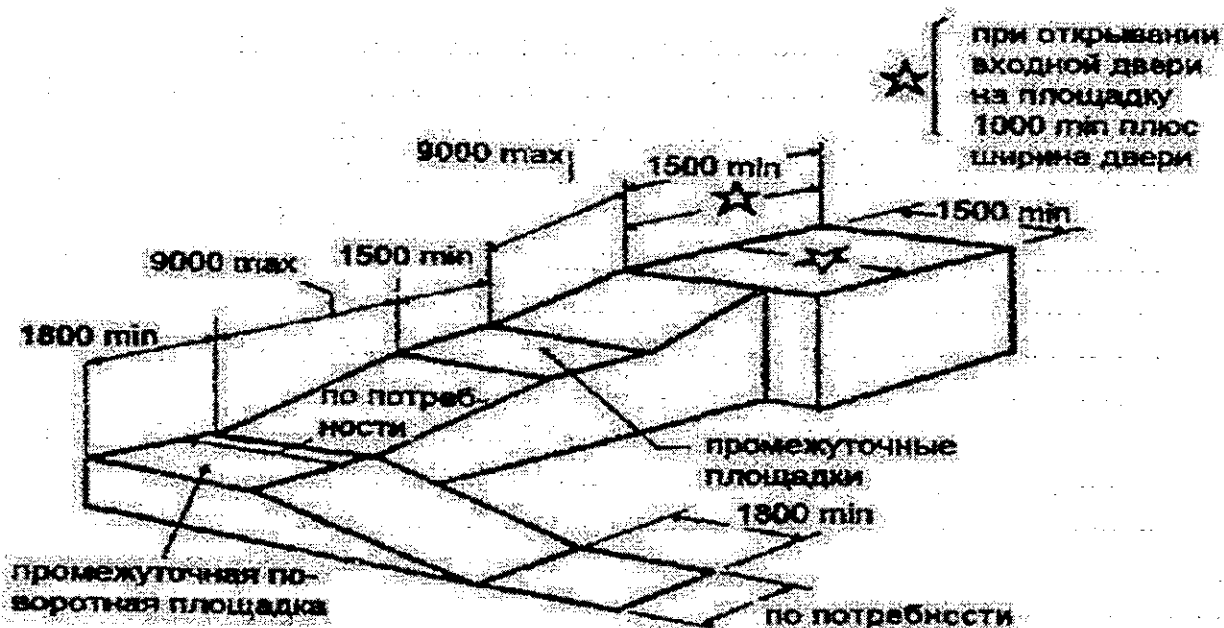 при открывании
входной двери
на площадку
1000 min плюс
ширина двери
9000 max
1500 min
1500 min
9000 max
1500 min
1800 min
по потреб-
ности
промежуточные
площадки
1800 min
промежуточная по-
воротная площадка
по потребности